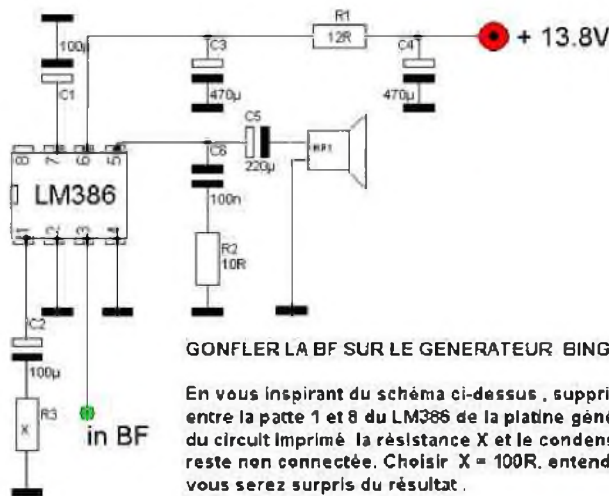 R1
12R
+ 13.8V
100µ
C1
C3
470µ
C4
470µ
8 7 6 5
LM386
1 2 3 4
C5
220µ
C6
100n
R2
10R
C2
100µ
R3
X
in BF
GONFLER LA BF SUR LE GENERATEUR BING
En vous inspirant du schéma ci-dessus , suppri
entre la patte 1 et 8 du LM386 de la platine géné
du circuit imprimé la résistance X et le condens
reste non connectée. Choisir X = 100R. entend
vous serez surpris du résultat .